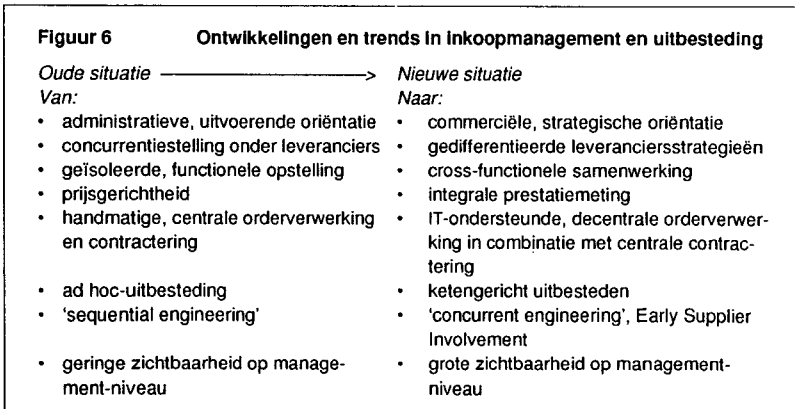 Figuur 6 Ontwikkelingen en trends in inkoopmanagement en uitbesteding
Oude situatie ————————> Nieuwe situatie
Van: Naar:
• administratieve, uitvoerende oriëntatie • commerciële, strategische oriëntatie
• concurrentiestelling onder leveranciers • gedifferentieerde leveranciersstrategieën
• geïsoleerde, functionele opstelling • cross-functionele samenwerking
• prijsgerichtheid • integrale prestatiemeting
• handmatige, centrale orderverwerking • IT-ondersteunde, decentrale orderverwer-
en contractering king in combinatie met centrale contrac-
tering
• ad hoc-uitbesteding • ketengericht uitbesteden
• ‘sequential engineering’ • ‘concurrent engineering’, Early Supplier
Involvement
• geringe zichtbaarheid op manage- • grote zichtbaarheid op management-
ment-niveau niveau